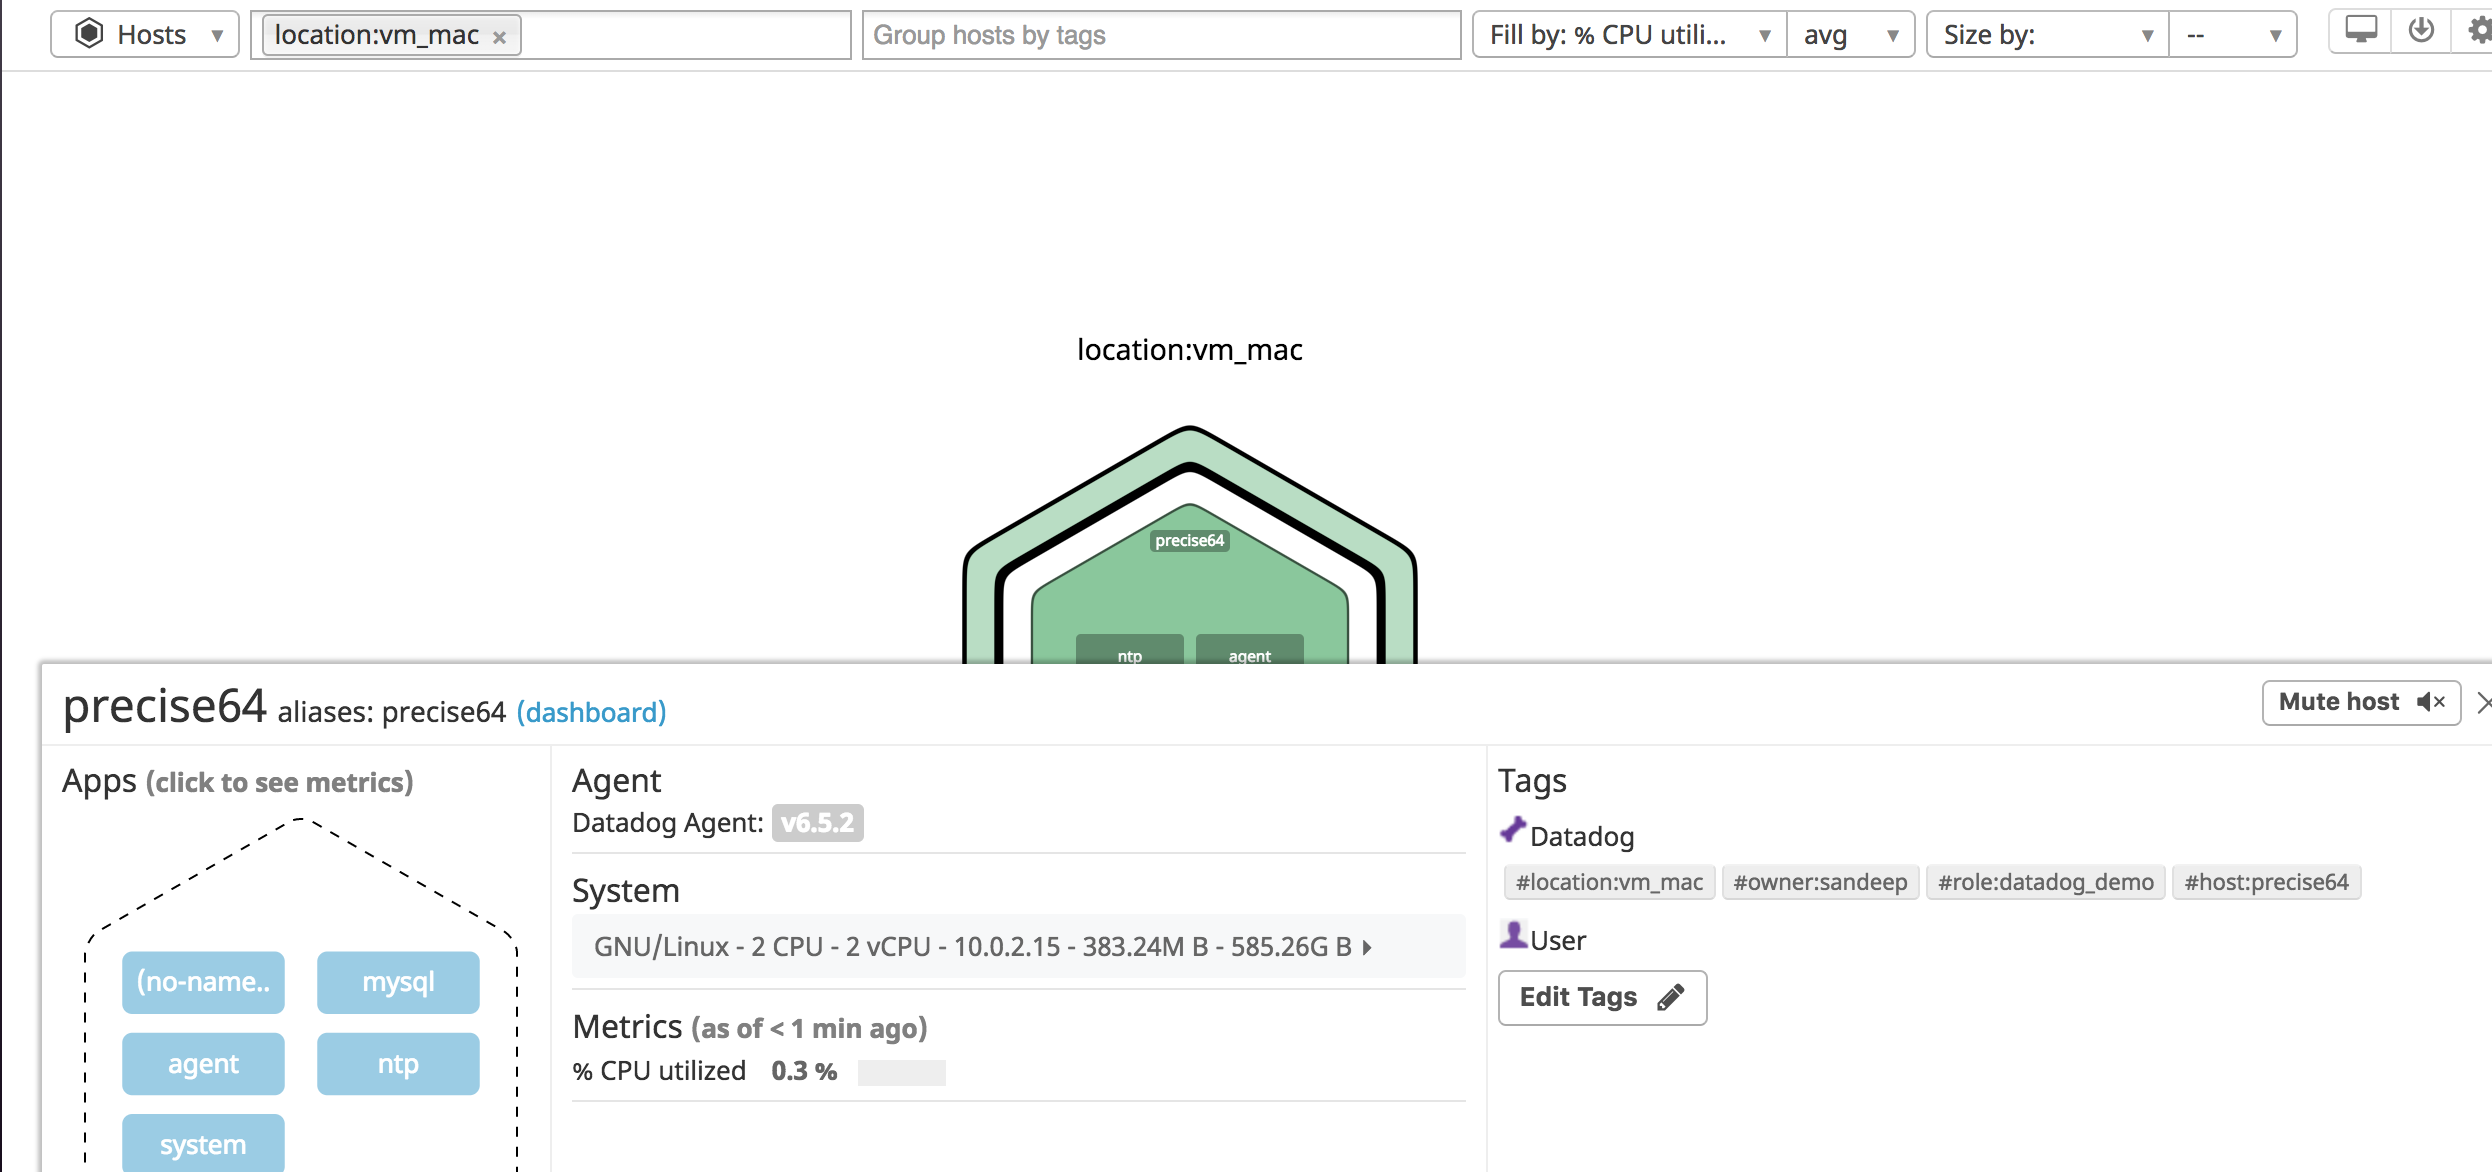 Hosts location:vm_mac × Group hosts by tags Fill by: % CPU utili... avg Size by: --
location:vm_mac
precise64
ntp agent
precise64 aliases: precise64 (dashboard) Mute host
Apps (click to see metrics)
(no-name.. mysql
agent ntp
system
Agent
Datadog Agent: v6.5.2
System
GNU/Linux - 2 CPU - 2 vCPU - 10.0.2.15 - 383.24M B - 585.26G B
Metrics (as of < 1 min ago)
% CPU utilized 0.3 %
Tags
Datadog
#location:vm_mac #owner:sandeep #role:datadog_demo #host:precise64
User
Edit Tags